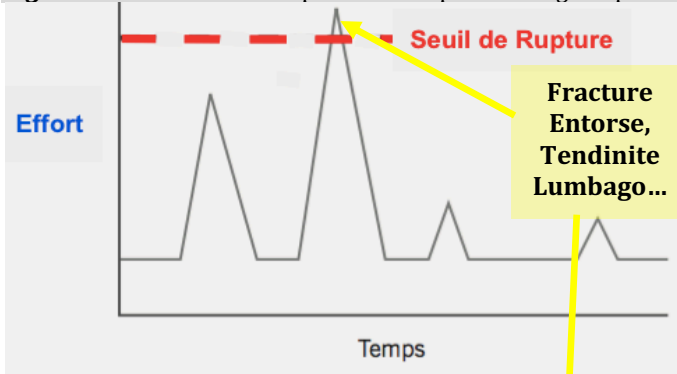 Seuil de Rupture
Effort
Fracture
Entorse,
Tendinite
Lumbago…
Temps